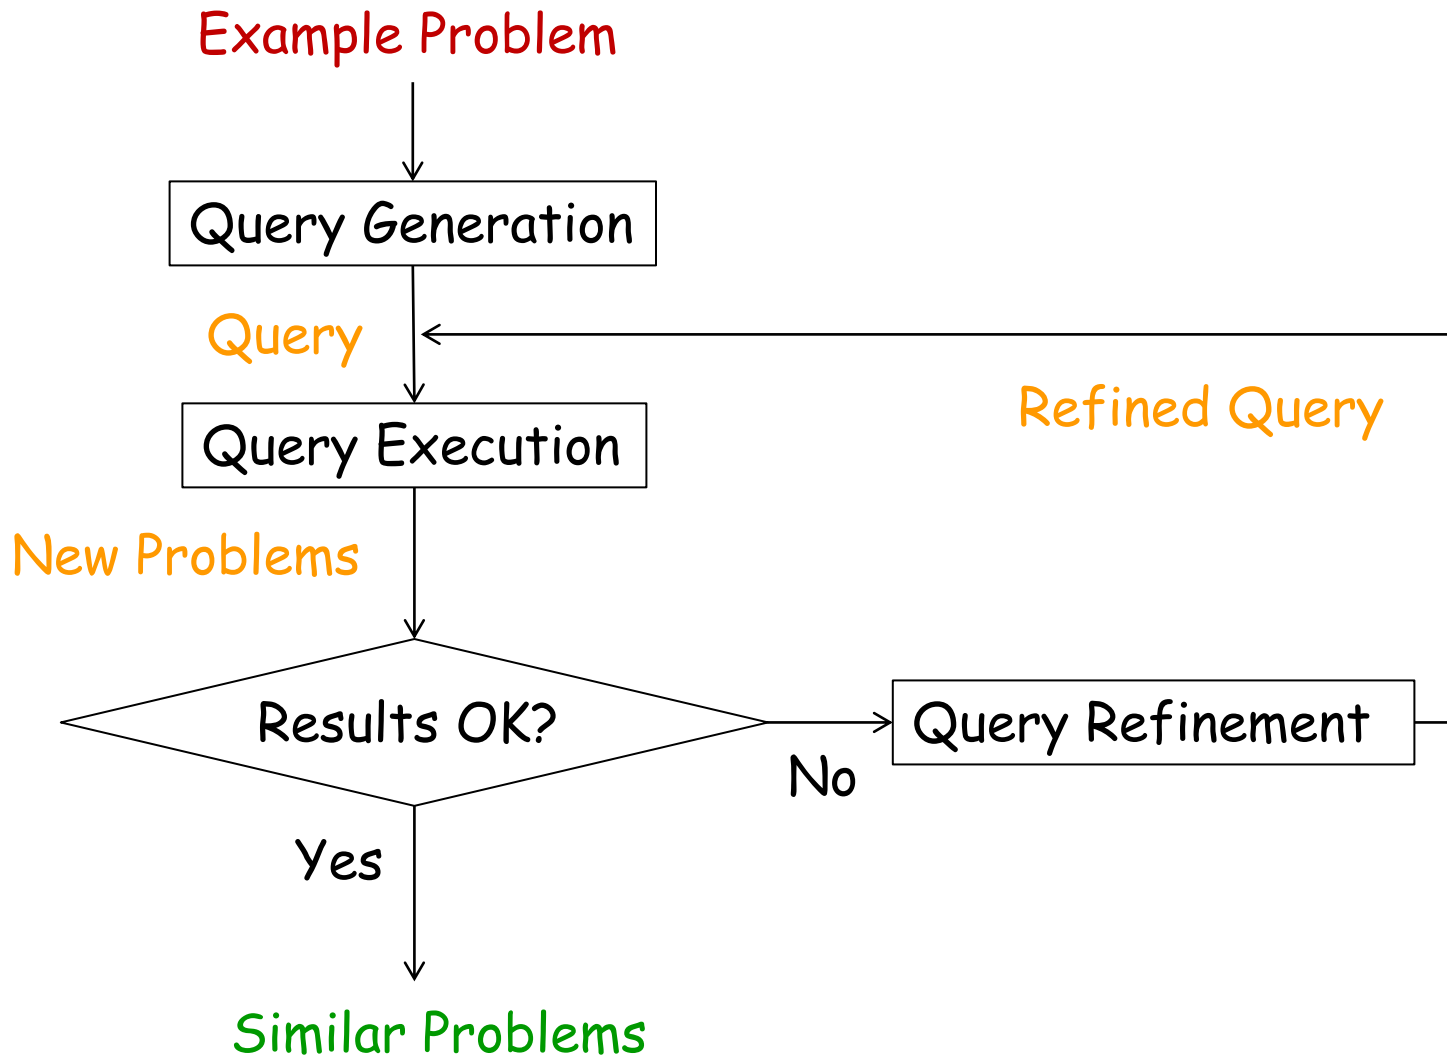 Example Problem
Query Generation
Query
Refined Query
Query Execution
New Problems
Results OK?
Query Refinement
No
Yes
Similar Problems